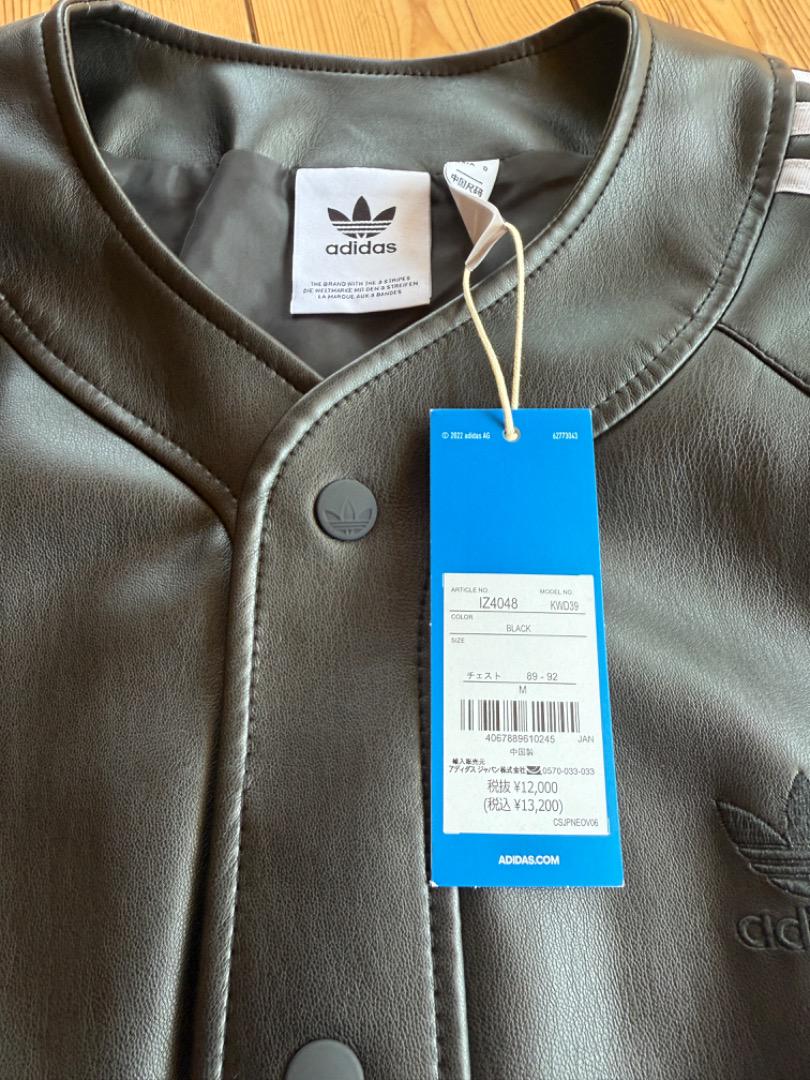 中国尺码
adidas
THE BRAND WITH THE 3 STRIPES
DIE WELTMARKE MIT DEN 3 STREIFEN
LA MARQUE AUX 3 BANDES
© 2022 adidas AG 62773043
ARTICLE NO. MODEL NO.
IZ4048 KWD39
COLOR
BLACK
SIZE
チェスト 89 - 92
M
4067889610245 JAN
中国製
輸入販売元
アディダス ジャパン株式会社 0570-033-033
税抜 ¥12,000
(税込 ¥13,200)
CSJPNEOV06
ADIDAS.COM